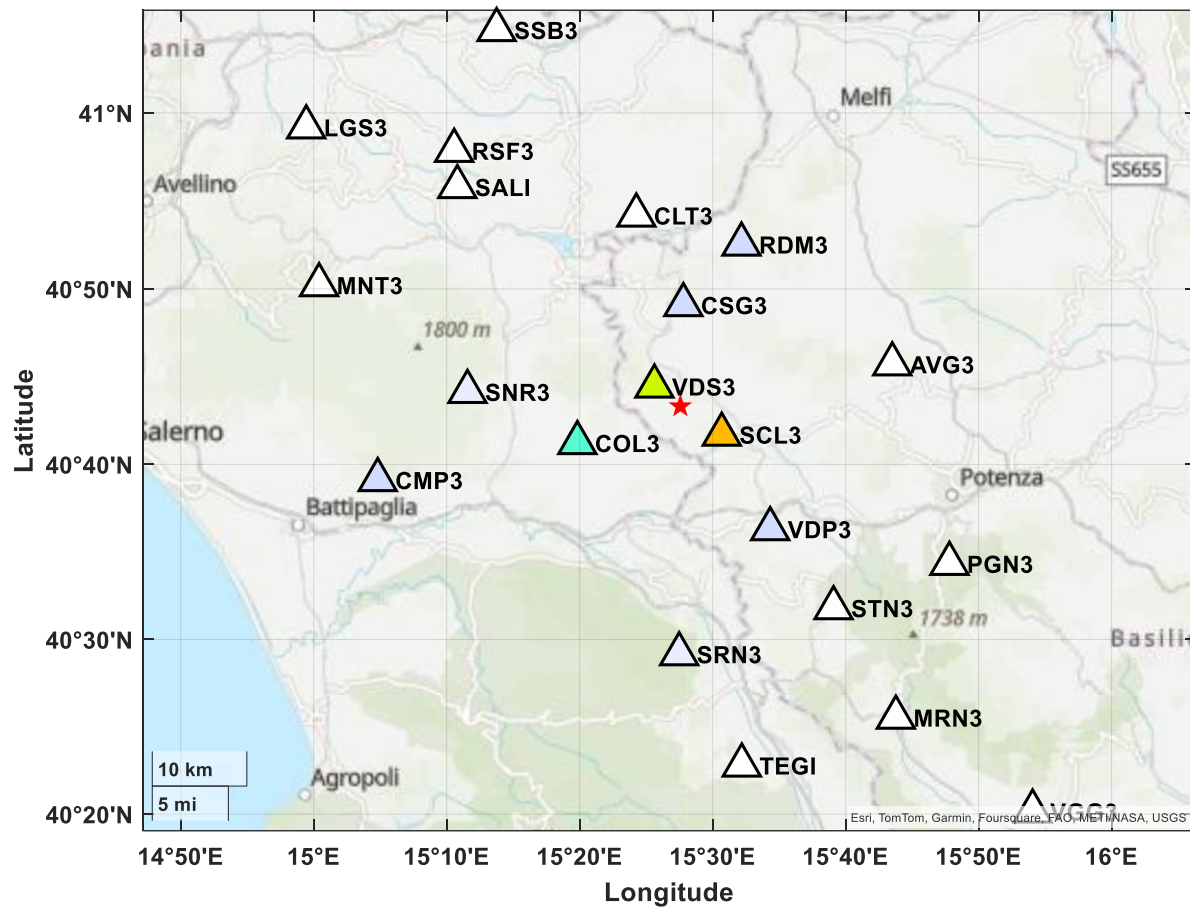 SSB3
ania
Melfi
41°N
LGS3
RSF3
SS655
Avellino
SALI
CLT3
RDM3
40°50'N
MNT3
CSG3
1800 m
AVG3
VDS3
SNR3
Latitude
Salerno
SCL3
COL3
40°40'N
CMP3
Potenza
Battipaglia
VDP3
PGN3
STN3
1738 m
40°30'N
Basili
SRN3
MRN3
TEGI
10 km
Agropoli
5 mi
40°20'N
VGG3
Esri, TomTom, Garmin, Foursquare, FAO, METI/NASA, USGS
14°50'E
15°E
15°10'E
15°20'E
15°30'E
15°40'E
15°50'E
16°E
Longitude